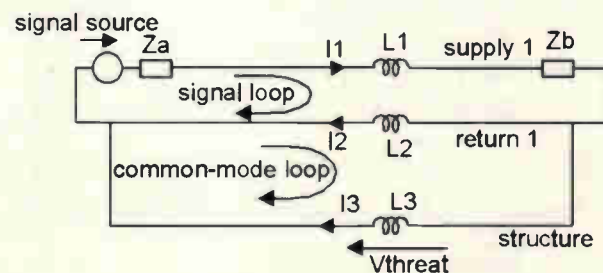 signal source
Za
I1
L1
supply 1
Zb
signal loop
I2
L2
return 1
common-mode loop
I3
L3
structure
Vthreat